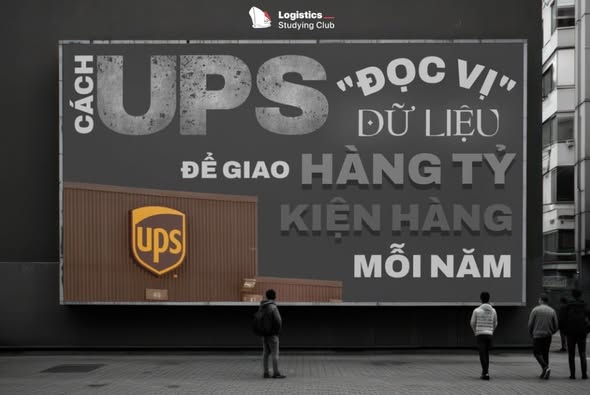 Logistics
Studying Club
CÁCH
UPS
"ĐỌC VỊ"
DỮ LIỆU
ĐỂ GIAO HÀNG TỶ
KIỆN HÀNG
MỖI NĂM
ups